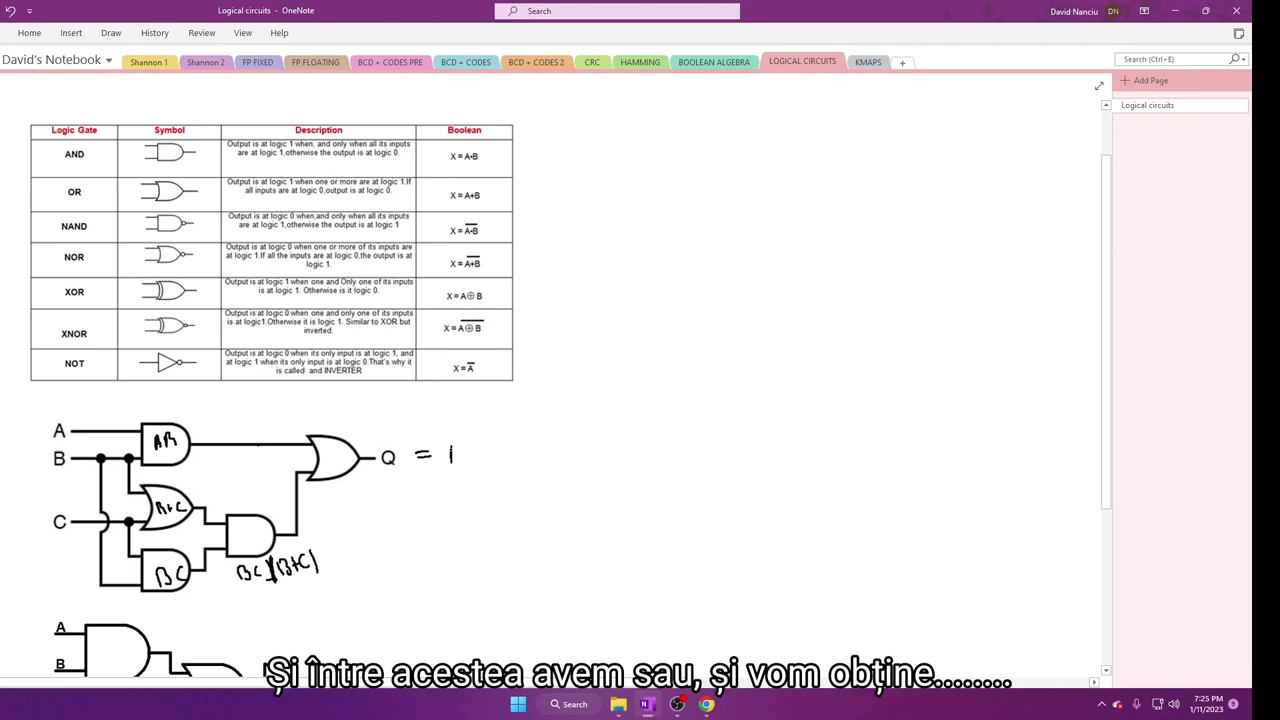 Logical circuits - OneNote
Search
David Nanciu DN
Home Insert Draw History Review View Help
David's Notebook Shannon 1 Shannon 2 FP FIXED FP FLOATING BCD + CODES PRE BCD + CODES BCD + CODES 2 CRC HAMMING BOOLEAN ALGEBRA LOGICAL CIRCUITS KMAPS
Search (Ctrl+E)
Add Page
Logical circuits
Logic Gate Symbol Description Boolean
AND
Output is at logic 1 when, and only when all its inputs
are at logic 1,otherwise the output is at logic 0.
X = A•B
OR
Output is at logic 1 when one or more are at logic 1.If
all inputs are at logic 0,output is at logic 0.
X = A+B
NAND
Output is at logic 0 when,and only when all its inputs
are at logic 1,otherwise the output is at logic 1
X = A̅•̅B̅
NOR
Output is at logic 0 when one or more of its inputs are
at logic 1.If all the inputs are at logic 0,the output is at
logic 1.
X = A̅+̅B̅
XOR
Output is at logic 1 when one and Only one of its inputs
is at logic 1. Otherwise is it logic 0.
X = A⊕ B
XNOR
Output is at logic 0 when one and only one of its inputs
is at logic1.Otherwise it is logic 1. Similar to XOR but
inverted.
X = A̅ ⊕̅ B̅
NOT
Output is at logic 0 when its only input is at logic 1, and
at logic 1 when its only input is at logic 0.That's why it
is called and INVERTER
X = A̅
A AB
B Q =
C B+C
BC BC)(B+C)
A
B
Și între acestea avem sau, și vom obține........
Search
7:25 PM
1/11/2023